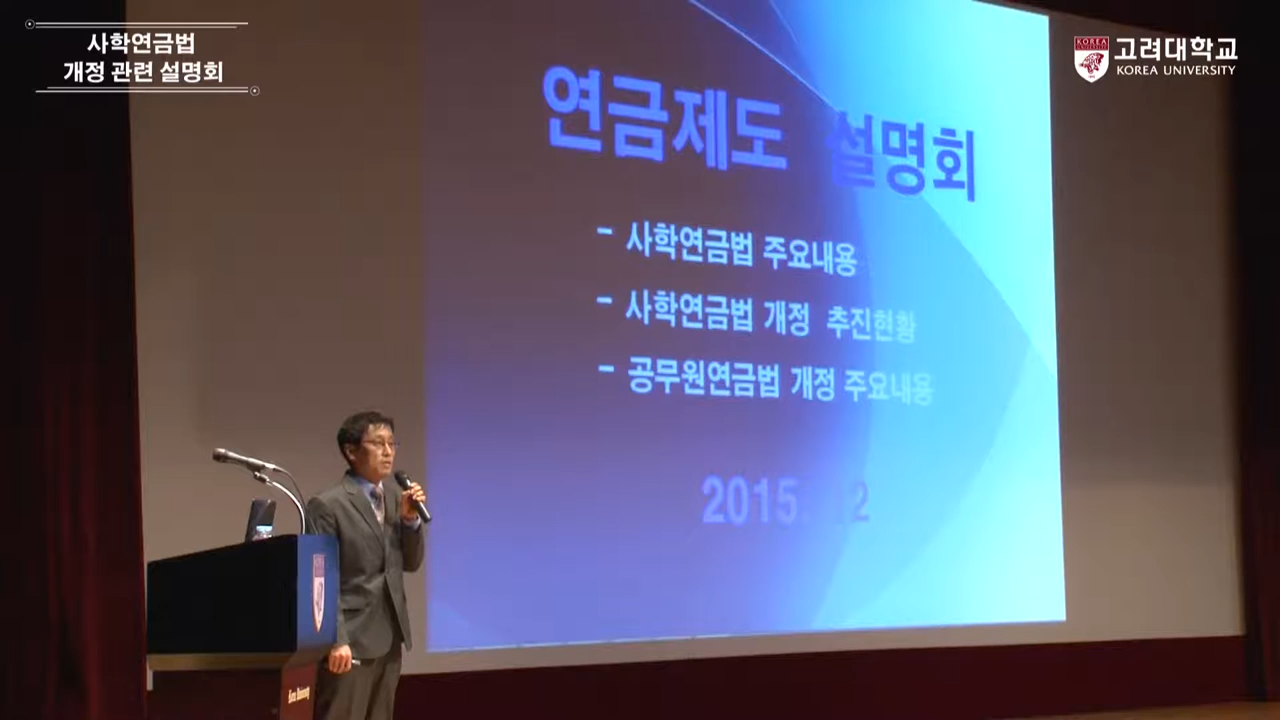 사학연금법
개정 관련 설명회
KOREA
고려대학교
KOREA UNIVERSITY
연금제도 설명회
- 사학연금법 주요내용
- 사학연금법 개정 추진현황
- 공무원연금법 개정 주요내용
2015. 12